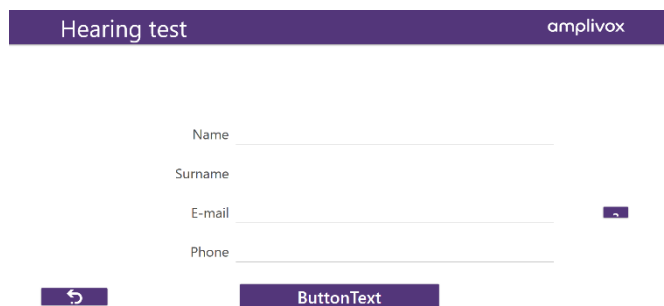 Hearing test
amplivox
Name
Surname
E-mail
Phone
ButtonText